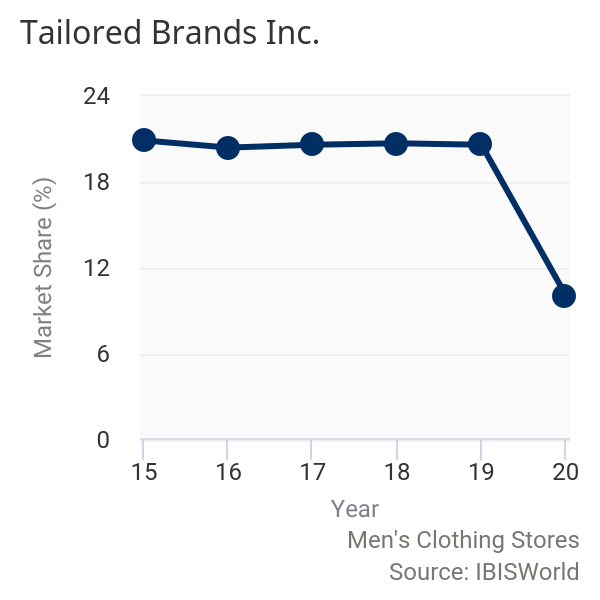 Tailored Brands Inc.
24
18
12
6
0
Market Share (%)
15 16 17 18 19 20
Year
Men's Clothing Stores
Source: IBISWorld